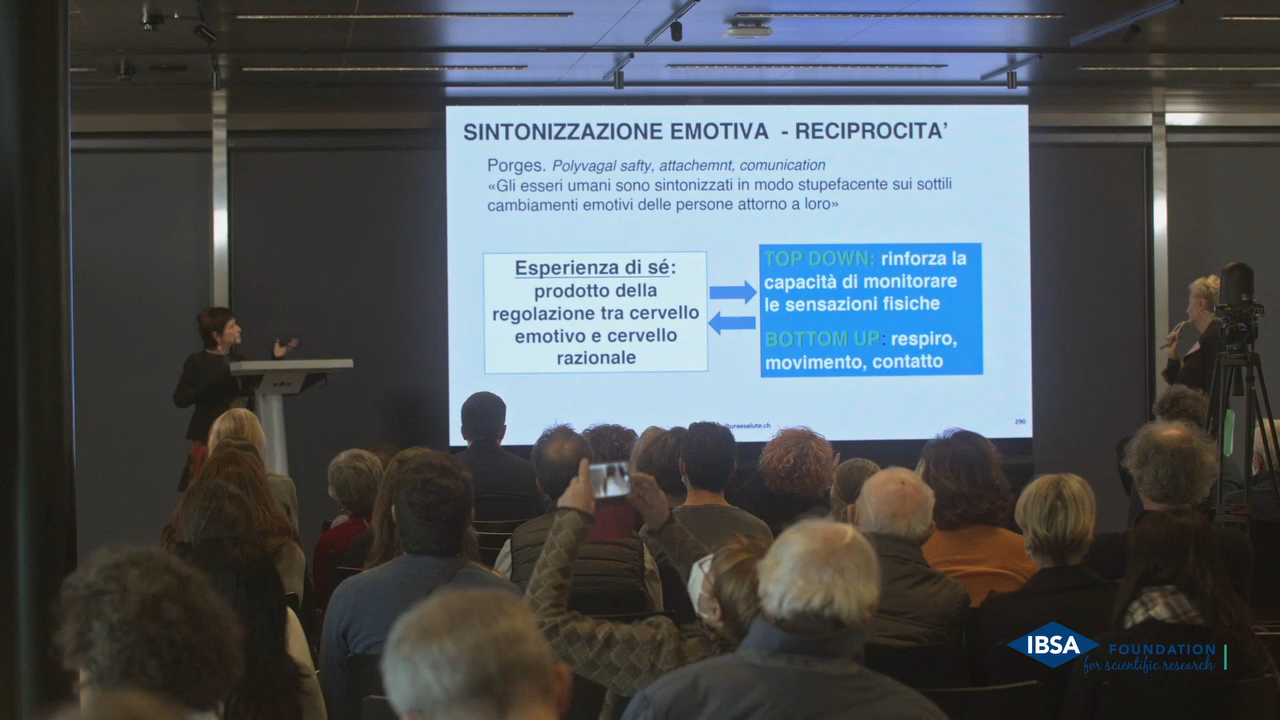 SINTONIZZAZIONE EMOTIVA - RECIPROCITA'
Porges. Polyvagal safty, attachemnt, comunication
«Gli esseri umani sono sintonizzati in modo stupefacente sui sottili
cambiamenti emotivi delle persone attorno a loro»
Esperienza di sé:
prodotto della
regolazione tra cervello
emotivo e cervello
razionale
TOP DOWN: rinforza la
capacità di monitorare
le sensazioni fisiche
BOTTOM UP: respiro,
movimento, contatto
290
IBSA FOUNDATION
for scientific research